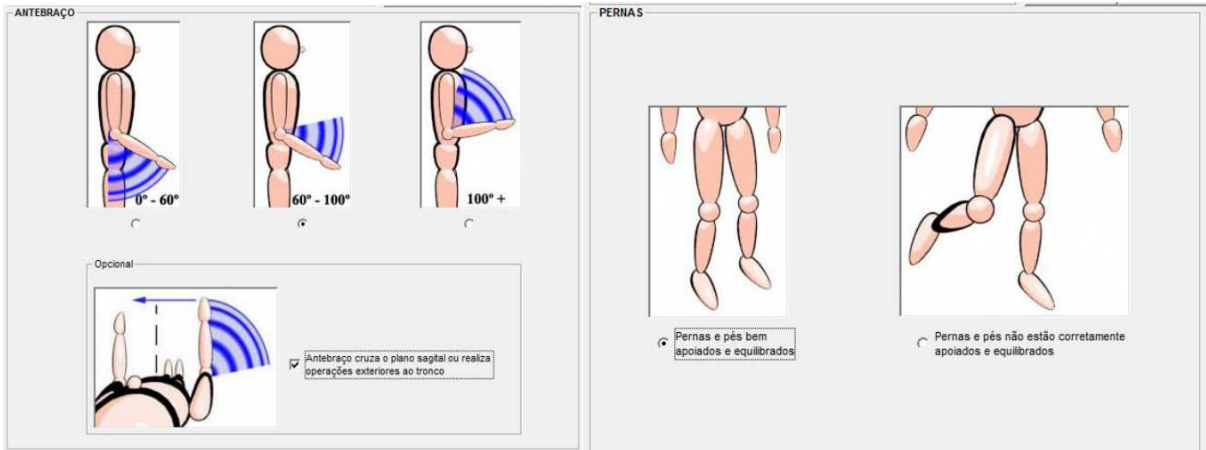 ANTEBRAÇO
0º - 60º
60º - 100º
100º +
Opcional
Antebraço cruza o plano sagital ou realiza
operações exteriores ao tronco
PERNAS
Pernas e pés bem
apoiados e equilibrados
Pernas e pés não estão corretamente
apoiados e equilibrados